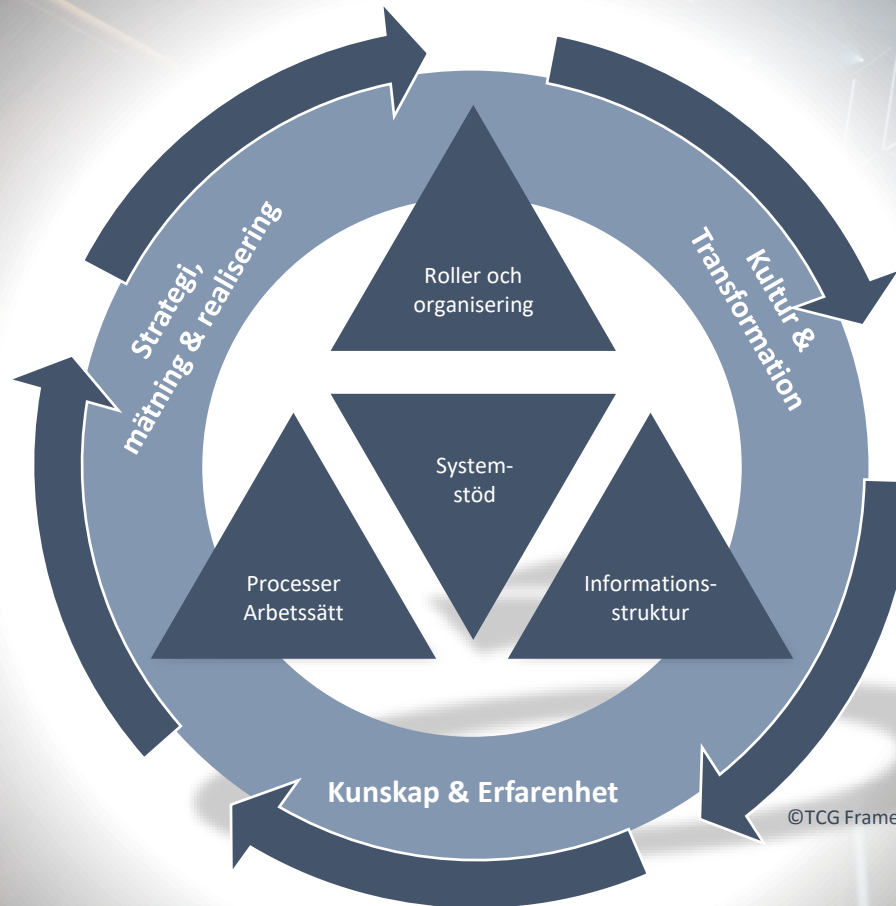 Strategi,
mätning & realisering
Kultur &
Transformation
Roller och
organisering
System-
stöd
Processer
Arbetssätt
Informations-
struktur
Kunskap & Erfarenhet
©TCG Frame